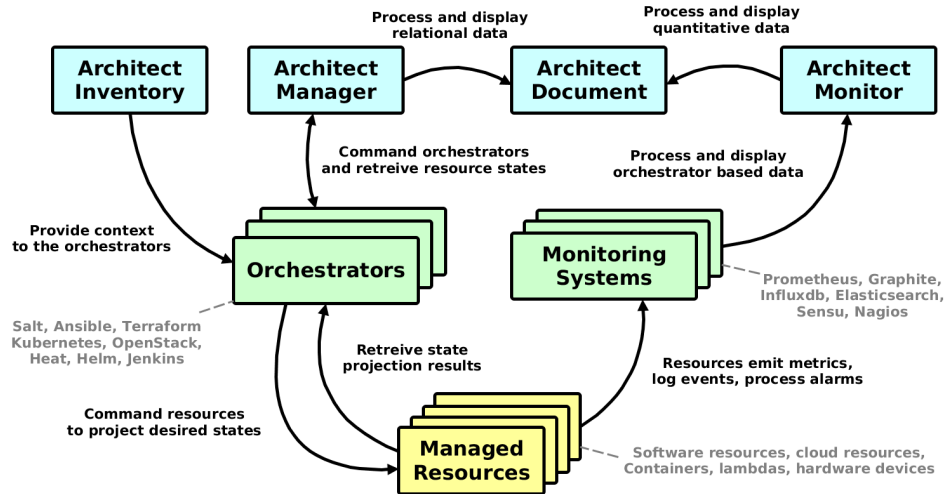 Process and display
relational data
Process and display
quantitative data
Architect
Inventory
Architect
Manager
Architect
Document
Architect
Monitor
Command orchestrators
and retreive resource states
Process and display
orchestrator based data
Provide context
to the orchestrators
Orchestrators
Monitoring
Systems
Prometheus, Graphite,
Influxdb, Elasticsearch,
Sensu, Nagios
Salt, Ansible, Terraform
Kubernetes, OpenStack,
Heat, Helm, Jenkins
Retreive state
projection results
Resources emit metrics,
log events, process alarms
Command resources
to project desired states
Managed
Resources
Software resources, cloud resources,
Containers, lambdas, hardware devices